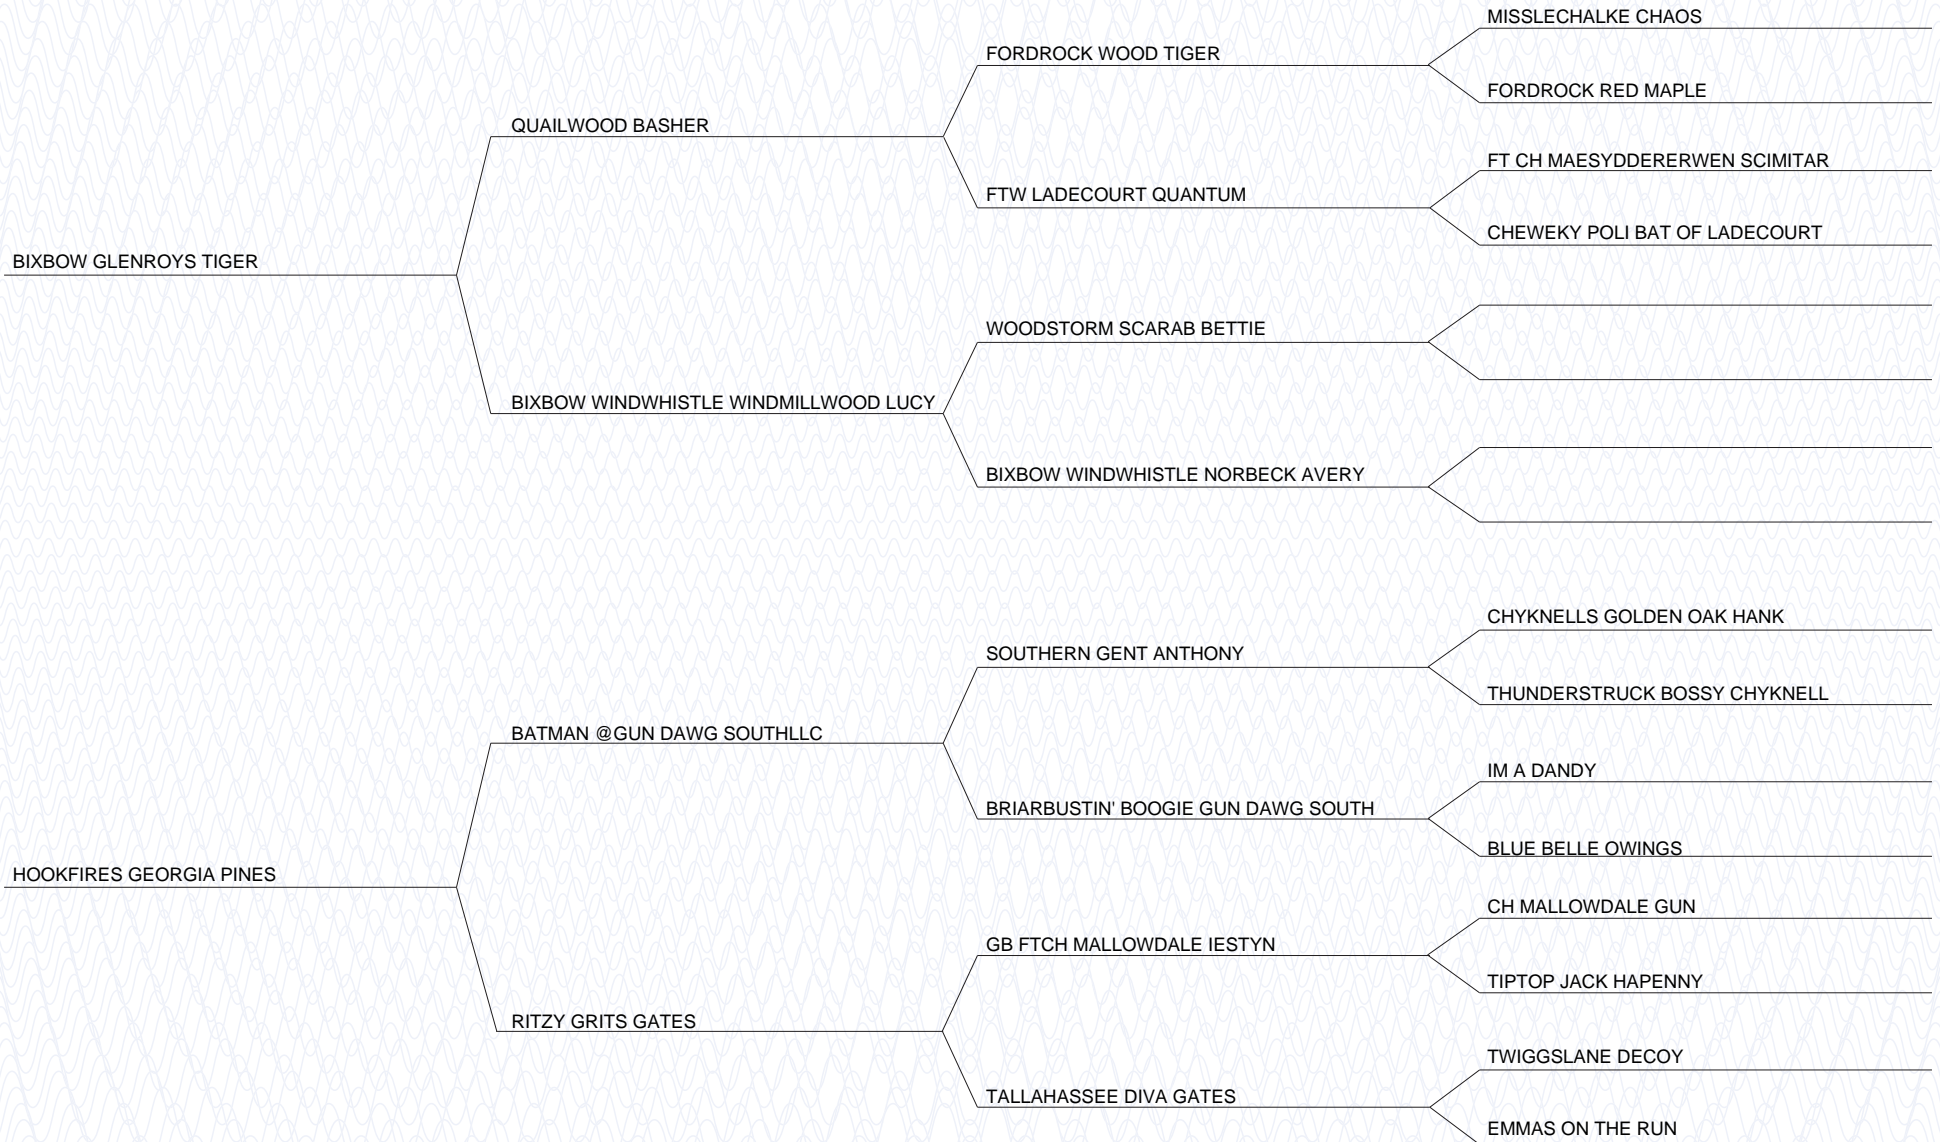 MISSLECHALKE CHAOS
FORDROCK WOOD TIGER
FORDROCK RED MAPLE
QUAILWOOD BASHER
FT CH MAESYDDERERWEN SCIMITAR
FTW LADECOURT QUANTUM
CHEWEKY POLI BAT OF LADECOURT
BIXBOW GLENROYS TIGER
WOODSTORM SCARAB BETTIE
BIXBOW WINDWHISTLE WINDMILLWOOD LUCY
BIXBOW WINDWHISTLE NORBECK AVERY
CHYKNELLS GOLDEN OAK HANK
SOUTHERN GENT ANTHONY
THUNDERSTRUCK BOSSY CHYKNELL
BATMAN @GUN DAWG SOUTHLLC
IM A DANDY
BRIARBUSTIN' BOOGIE GUN DAWG SOUTH
BLUE BELLE OWINGS
HOOKFIRES GEORGIA PINES
CH MALLOWDALE GUN
GB FTCH MALLOWDALE IESTYN
TIPTOP JACK HAPENNY
RITZY GRITS GATES
TWIGGSLANE DECOY
TALLAHASSEE DIVA GATES
EMMAS ON THE RUN